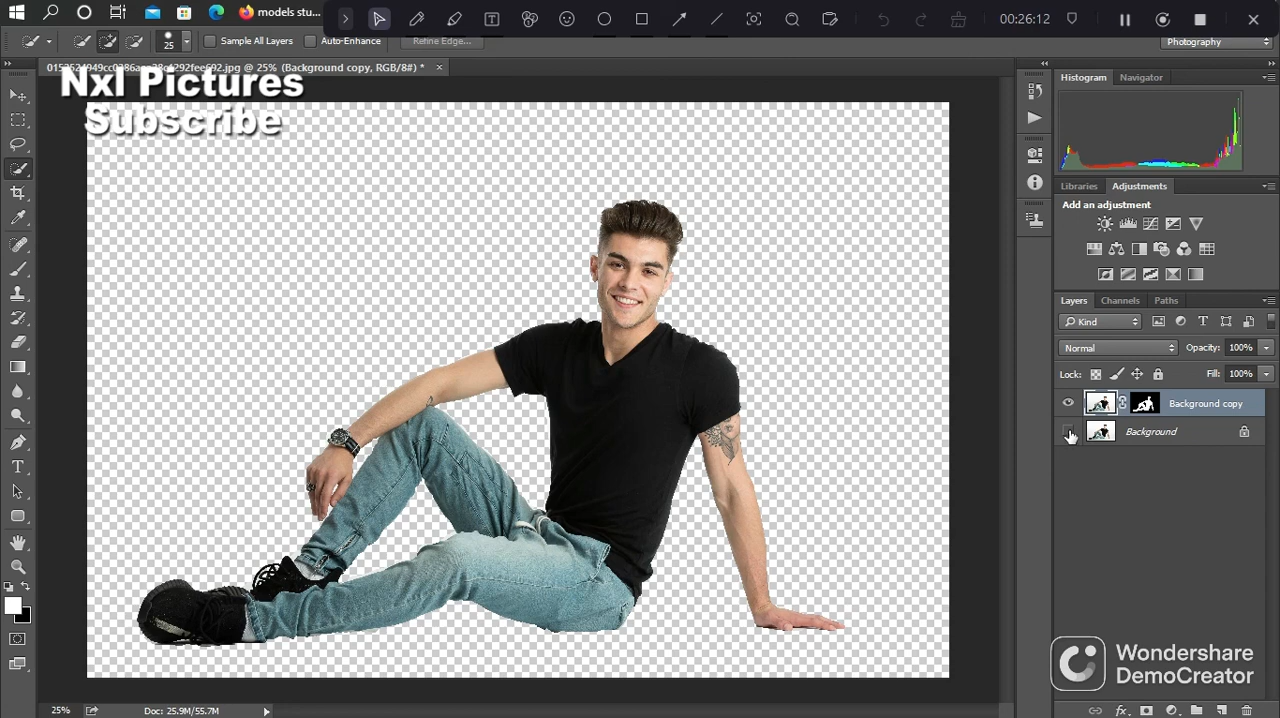 models stu...
00:26:12
25
Sample All Layers
Auto-Enhance
Refine Edge...
Photography
@ 25% (Background copy, RGB/8#) *
Nxl Pictures
Subscribe
Histogram
Navigator
Libraries
Adjustments
Add an adjustment
Layers
Channels
Paths
Kind
Normal
Opacity: 100%
Lock:
Fill: 100%
Background copy
Background
Wondershare
DemoCreator
25%
Doc: 25.9M/55.7M